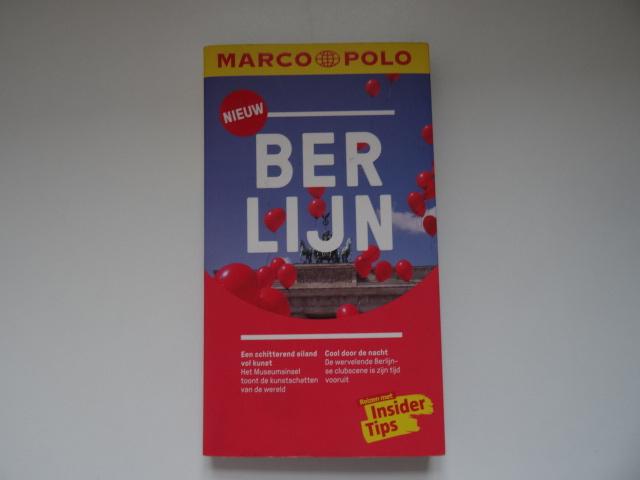 MARCO POLO
NIEUW
BER
LIJN
Een schitterend eiland
vol kunst
Het Museumsinsel
toont de kunstschatten
van de wereld
Cool door de nacht
De wervelende Berlijn-
se clubscene is zijn tijd
vooruit
Reizen met
Insider
Tips